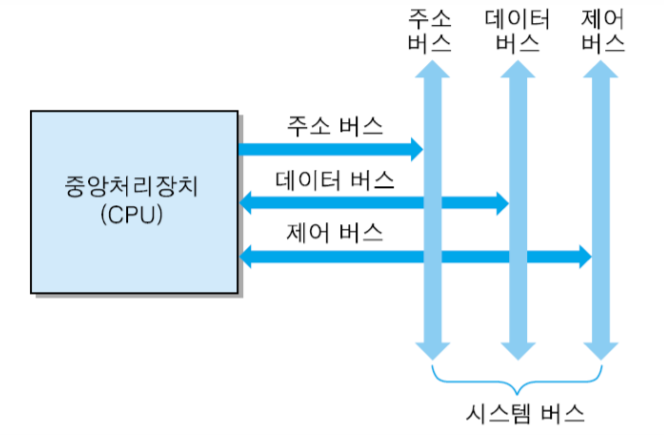 주소
버스
데이터
버스
제어
버스
주소 버스
데이터 버스
제어 버스
중앙처리장치
(CPU)
시스템 버스